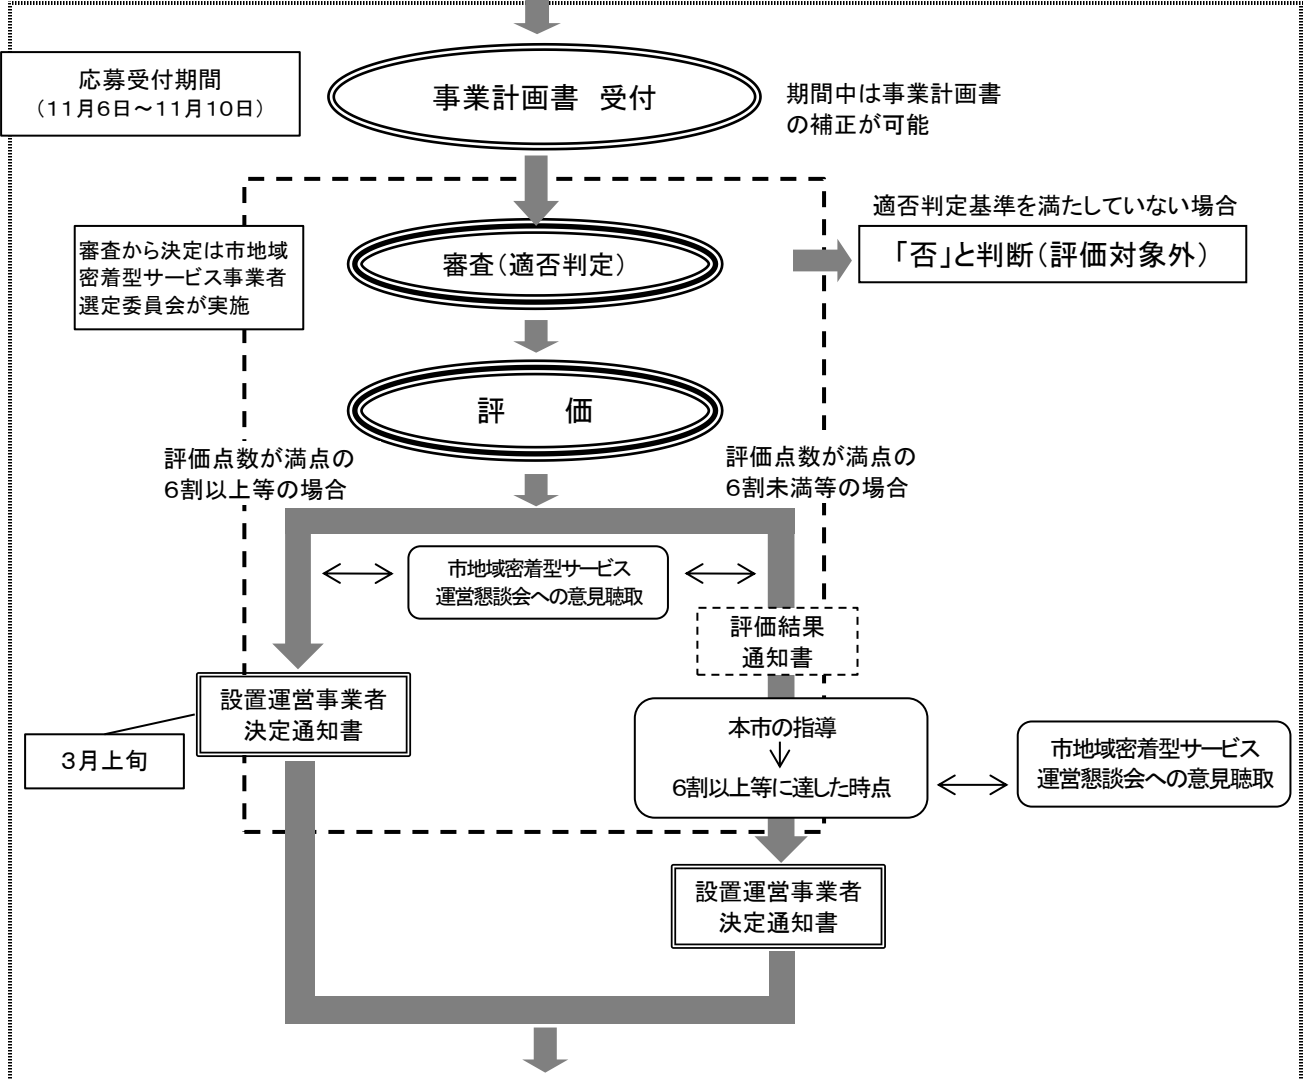 応募受付期間
（11月6日～11月10日）
事業計画書　受付
期間中は事業計画書
の補正が可能
適否判定基準を満たしていない場合
「否」と判断（評価対象外）
審査から決定は市地域
密着型サービス事業者
選定委員会が実施
審査（適否判定）
評　　価
評価点数が満点の
６割以上等の場合
評価点数が満点の
６割未満等の場合
市地域密着型サービス
運営懇談会への意見聴取
評価結果
通知書
設置運営事業者
決定通知書
３月上旬
本市の指導
↓
６割以上等に達した時点
市地域密着型サービス
運営懇談会への意見聴取
設置運営事業者
決定通知書